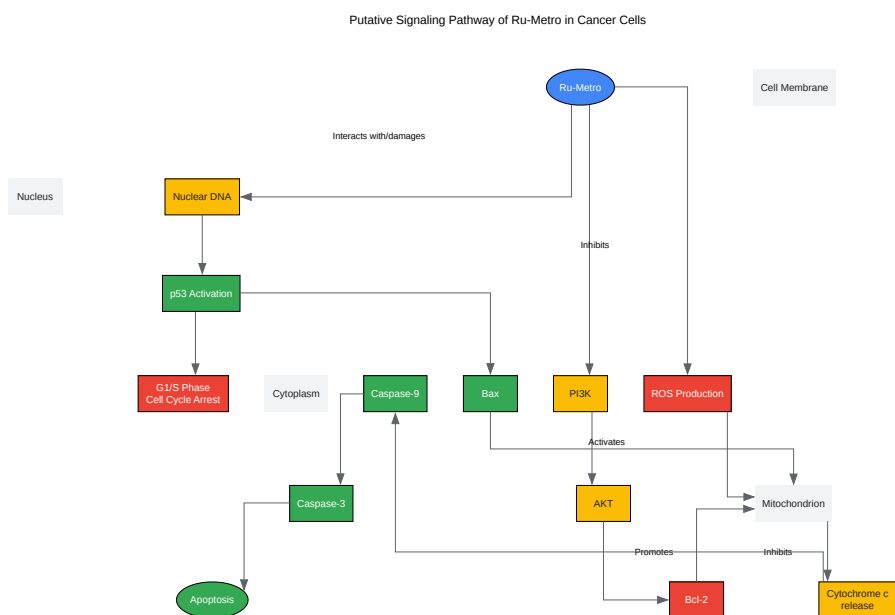 Putative Signaling Pathway of Ru-Metro in Cancer Cells
Ru-Metro
Cell Membrane
Interacts with/damages
Nucleus
Nuclear DNA
Inhibits
p53 Activation
G1/S Phase
Cell Cycle Arrest
Cytoplasm
Caspase-9
Bax
PI3K
ROS Production
Activates
Caspase-3
AKT
Mitochondrion
Promotes
Inhibits
Apoptosis
Bcl-2
Cytochrome c
release